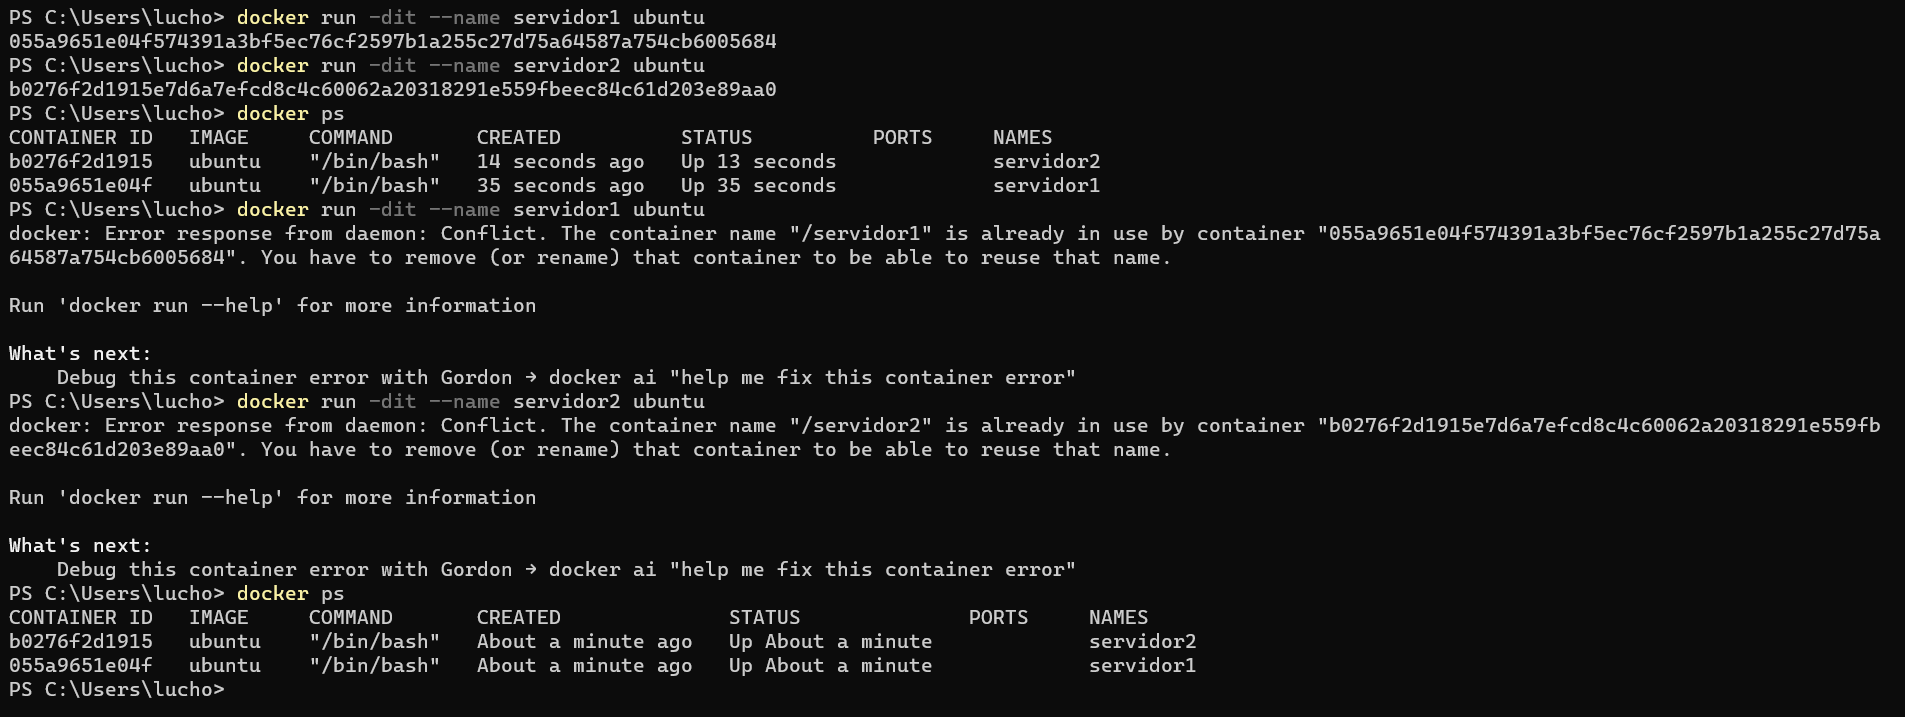 PS C:\Users\lucho> docker run -dit --name servidor1 ubuntu
055a9651e04f574391a3bf5ec76cf2597b1a255c27d75a64587a754cb6005684
PS C:\Users\lucho> docker run -dit --name servidor2 ubuntu
b0276f2d1915e7d6a7efcd8c4c60062a20318291e559fbeec84c61d203e89aa0
PS C:\Users\lucho> docker ps
CONTAINER ID   IMAGE     COMMAND       CREATED          STATUS          PORTS     NAMES
b0276f2d1915   ubuntu    "/bin/bash"   14 seconds ago   Up 13 seconds             servidor2
055a9651e04f   ubuntu    "/bin/bash"   35 seconds ago   Up 35 seconds             servidor1
PS C:\Users\lucho> docker run -dit --name servidor1 ubuntu
docker: Error response from daemon: Conflict. The container name "/servidor1" is already in use by container "055a9651e04f574391a3bf5ec76cf2597b1a255c27d75a
64587a754cb6005684". You have to remove (or rename) that container to be able to reuse that name.

Run 'docker run --help' for more information

What's next:
    Debug this container error with Gordon → docker ai "help me fix this container error"
PS C:\Users\lucho> docker run -dit --name servidor2 ubuntu
docker: Error response from daemon: Conflict. The container name "/servidor2" is already in use by container "b0276f2d1915e7d6a7efcd8c4c60062a20318291e559fb
eec84c61d203e89aa0". You have to remove (or rename) that container to be able to reuse that name.

Run 'docker run --help' for more information

What's next:
    Debug this container error with Gordon → docker ai "help me fix this container error"
PS C:\Users\lucho> docker ps
CONTAINER ID   IMAGE     COMMAND       CREATED              STATUS              PORTS     NAMES
b0276f2d1915   ubuntu    "/bin/bash"   About a minute ago   Up About a minute             servidor2
055a9651e04f   ubuntu    "/bin/bash"   About a minute ago   Up About a minute             servidor1
PS C:\Users\lucho>